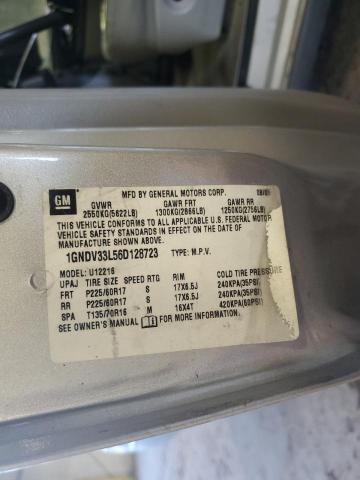 GM
MFD BY GENERAL MOTORS CORP.
GVWR GAWR FRT GAWR RR
2550KG(5622LB) 1300KG(2866LB) 1250KG(2756LB)
THIS VEHICLE CONFORMS TO ALL APPLICABLE U.S. FEDERAL MOTOR
VEHICLE SAFETY STANDARDS IN EFFECT ON THE DATE OF
MANUFACTURE SHOWN ABOVE.
1GNDV33L56D128723 TYPE: M.P.V.
MODEL: U12216
UPAJ TIRE SIZE SPEED RTG RIM COLD TIRE PRESSURE
FRT P225/60R17 S 17X6.5J 240KPA(35PSI)
RR P225/60R17 S 17X6.5J 240KPA(35PSI)
SPA T135/70R16 M 16X4T 420KPA(60PSI)
SEE OWNER'S MANUAL FOR MORE INFORMATION.